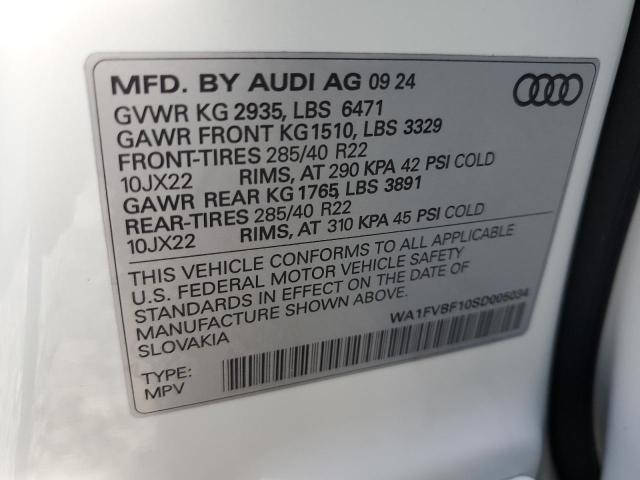 MFD. BY AUDI AG 09 24
GVWR KG 2935, LBS 6471
GAWR FRONT KG1510, LBS 3329
FRONT-TIRES 285/40 R22
10JX22 RIMS, AT 290 KPA 42 PSI COLD
GAWR REAR KG 1765, LBS 3891
REAR-TIRES 285/40 R22
10JX22 RIMS, AT 310 KPA 45 PSI COLD
THIS VEHICLE CONFORMS TO ALL APPLICABLE
U.S. FEDERAL MOTOR VEHICLE SAFETY
STANDARDS IN EFFECT ON THE DATE OF
MANUFACTURE SHOWN ABOVE.
SLOVAKIA
WA1FVBF10SD005034
TYPE:
MPV